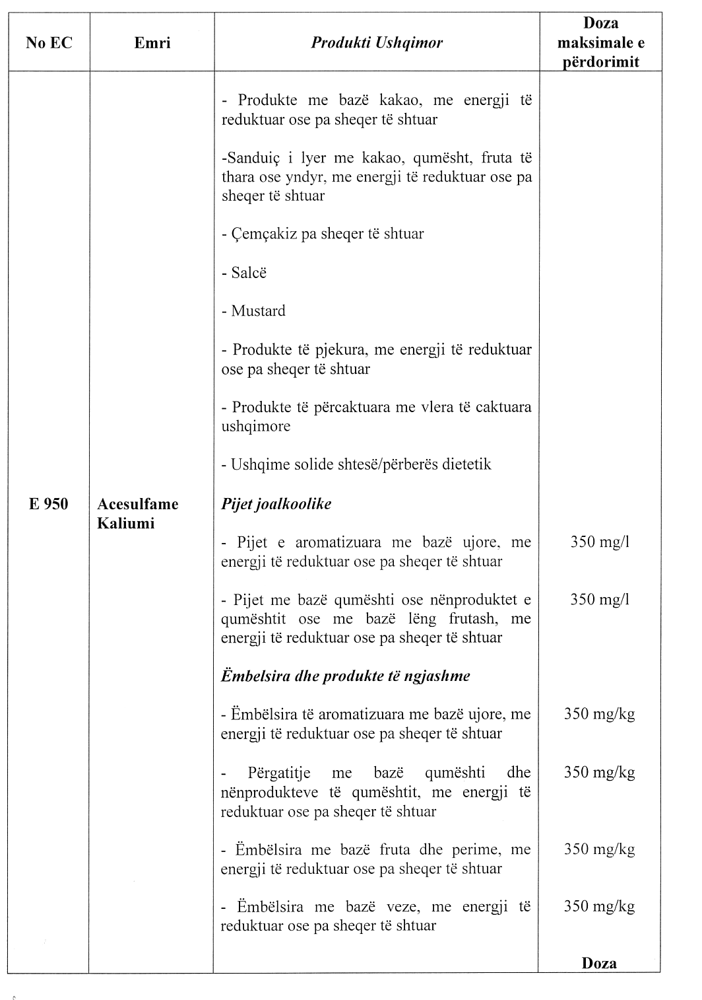 No EC
Emri
Produkti Ushqimor
Doza
maksimale e
përdorimit
- Produkte me bazë kakao, me energji të
reduktuar ose pa sheqer të shtuar
-Sanduiç i lyer me kakao, qumësht, fruta të
thara ose yndyr, me energji të reduktuar ose pa
sheqer të shtuar
- Çemçakiz pa sheqer të shtuar
- Salcë
- Mustard
- Produkte të pjekura, me energji të reduktuar
ose pa sheqer të shtuar
- Produkte të përcaktuara me vlera të caktuara
ushqimore
- Ushqime solide shtesë/përberës dietetik
E 950
Acesulfame
Kaliumi
Pijet joalkoolike
- Pijet e aromatizuara me bazë ujore, me
energji të reduktuar ose pa sheqer të shtuar
350 mg/l
- Pijet me bazë qumështi ose nënproduktet e
qumështit ose me bazë lëng frutash, me
energji të reduktuar ose pa sheqer të shtuar
350 mg/l
Ëmbelsira dhe produkte të ngjashme
- Ëmbëlsira të aromatizuara me bazë ujore, me
energji të reduktuar ose pa sheqer të shtuar
350 mg/kg
- Përgatitje me bazë qumështi dhe
nënprodukteve të qumështit, me energji të
reduktuar ose pa sheqer të shtuar
350 mg/kg
- Ëmbëlsira me bazë fruta dhe perime, me
energji të reduktuar ose pa sheqer të shtuar
350 mg/kg
- Ëmbëlsira me bazë veze, me energji të
reduktuar ose pa sheqer të shtuar
350 mg/kg
Doza